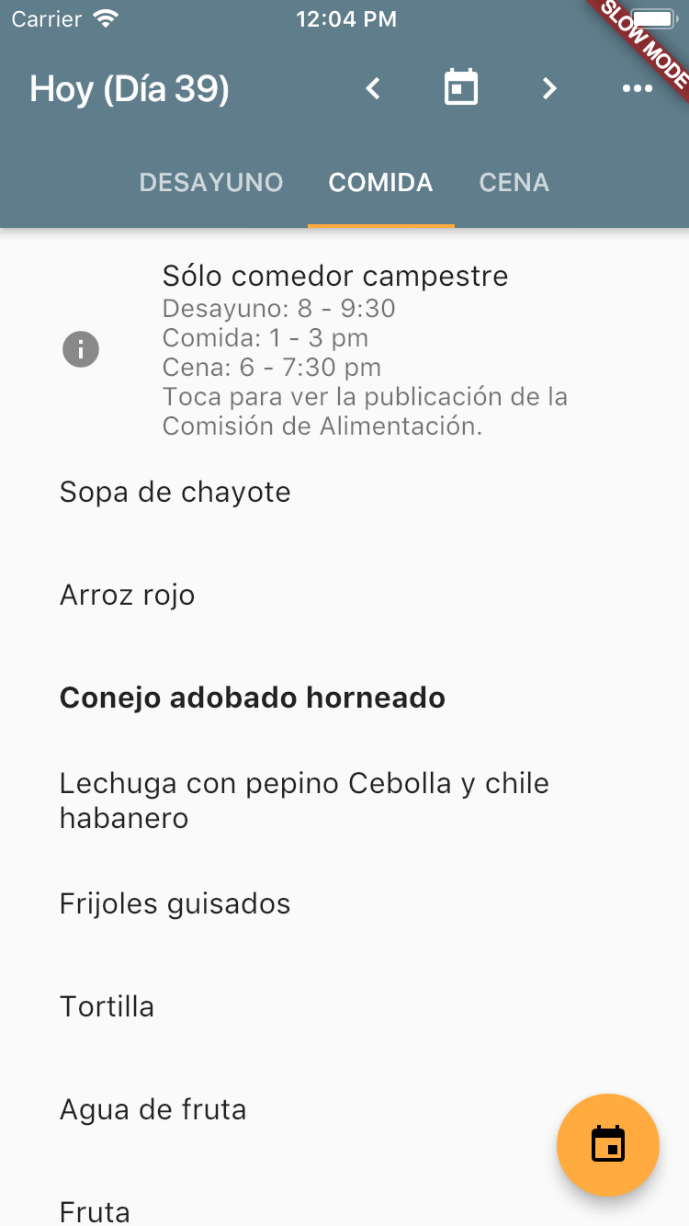 Carrier
12:04 PM
SLOW MODE
Hoy (Día 39)
DESAYUNO COMIDA CENA
Sólo comedor campestre
Desayuno: 8 - 9:30
Comida: 1 - 3 pm
Cena: 6 - 7:30 pm
Toca para ver la publicación de la
Comisión de Alimentación.
Sopa de chayote
Arroz rojo
Conejo adobado horneado
Lechuga con pepino Cebolla y chile
habanero
Frijoles guisados
Tortilla
Agua de fruta
Fruta